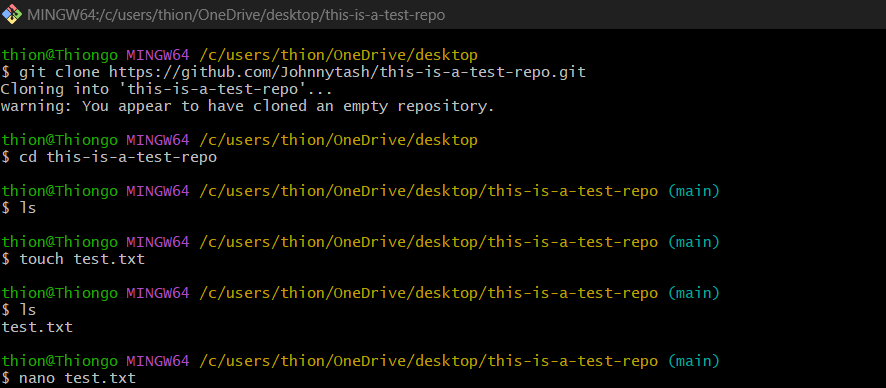 MINGW64:/c/users/thion/OneDrive/desktop/this-is-a-test-repo
thion@Thiongo MINGW64 /c/users/thion/OneDrive/desktop
$ git clone https://github.com/Johnnytash/this-is-a-test-repo.git
Cloning into 'this-is-a-test-repo'...
warning: You appear to have cloned an empty repository.
thion@Thiongo MINGW64 /c/users/thion/OneDrive/desktop
$ cd this-is-a-test-repo
thion@Thiongo MINGW64 /c/users/thion/OneDrive/desktop/this-is-a-test-repo (main)
$ ls
thion@Thiongo MINGW64 /c/users/thion/OneDrive/desktop/this-is-a-test-repo (main)
$ touch test.txt
thion@Thiongo MINGW64 /c/users/thion/OneDrive/desktop/this-is-a-test-repo (main)
$ ls
test.txt
thion@Thiongo MINGW64 /c/users/thion/OneDrive/desktop/this-is-a-test-repo (main)
$ nano test.txt